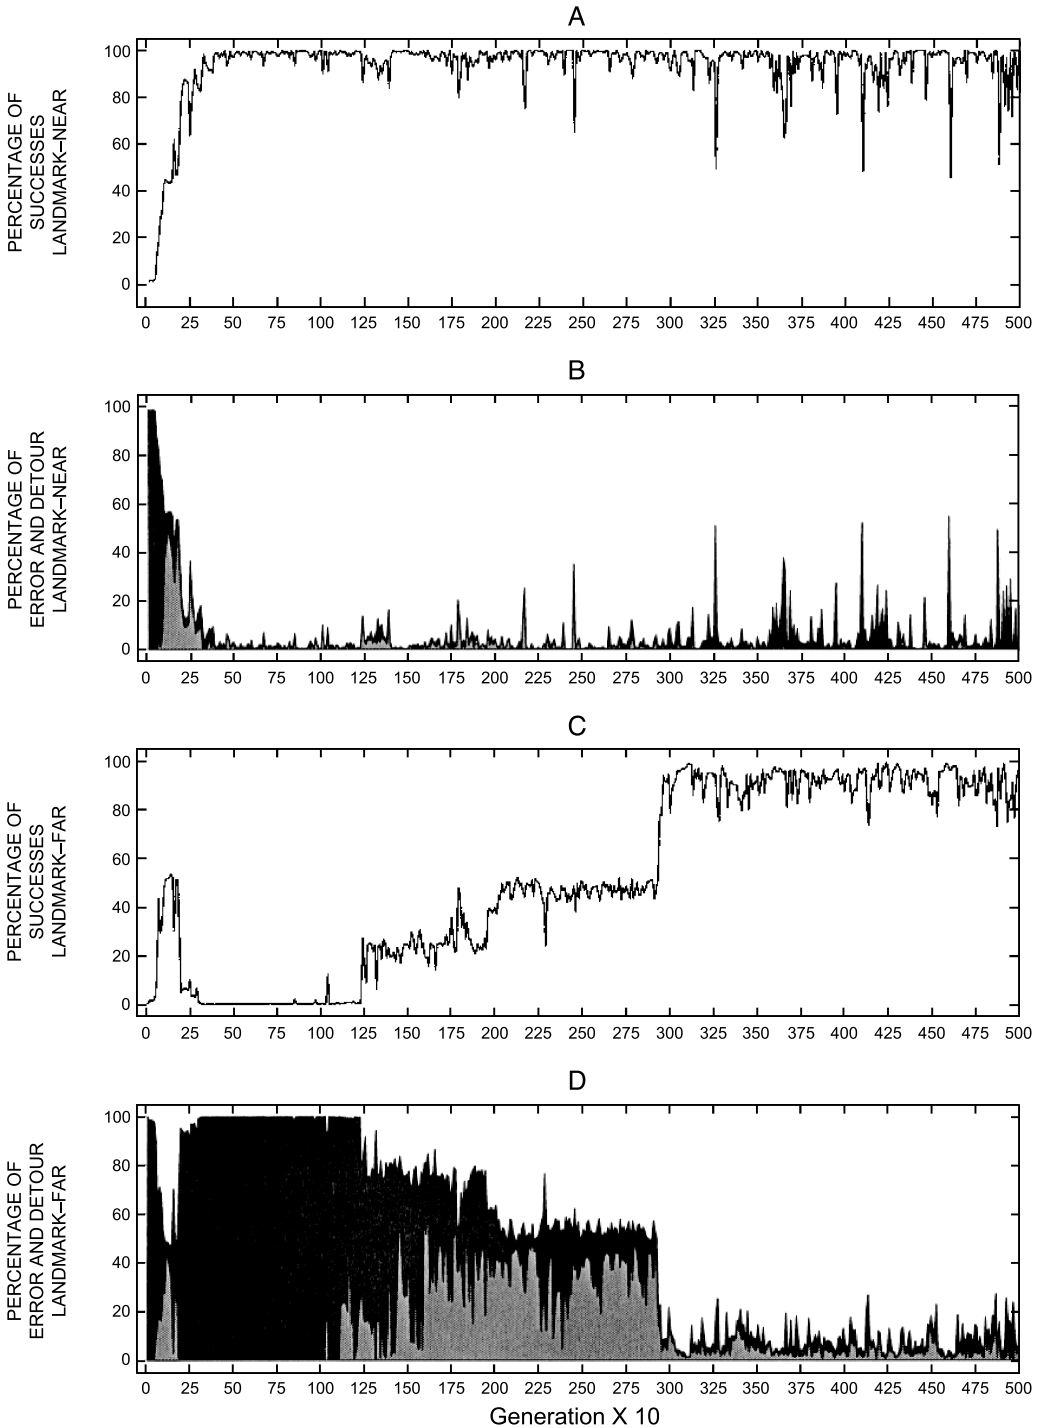 A
PERCENTAGE OF
SUCCESSES
LANDMARK–NEAR
100
80
60
40
20
0
0 25 50 75 100 125 150 175 200 225 250 275 300 325 350 375 400 425 450 475 500
B
PERCENTAGE OF
ERROR AND DETOUR
LANDMARK–NEAR
100
80
60
40
20
0
0 25 50 75 100 125 150 175 200 225 250 275 300 325 350 375 400 425 450 475 500
C
PERCENTAGE OF
SUCCESSES
LANDMARK–FAR
100
80
60
40
20
0
0 25 50 75 100 125 150 175 200 225 250 275 300 325 350 375 400 425 450 475 500
D
PERCENTAGE OF
ERROR AND DETOUR
LANDMARK–FAR
100
80
60
40
20
0
0 25 50 75 100 125 150 175 200 225 250 275 300 325 350 375 400 425 450 475 500
Generation X 10